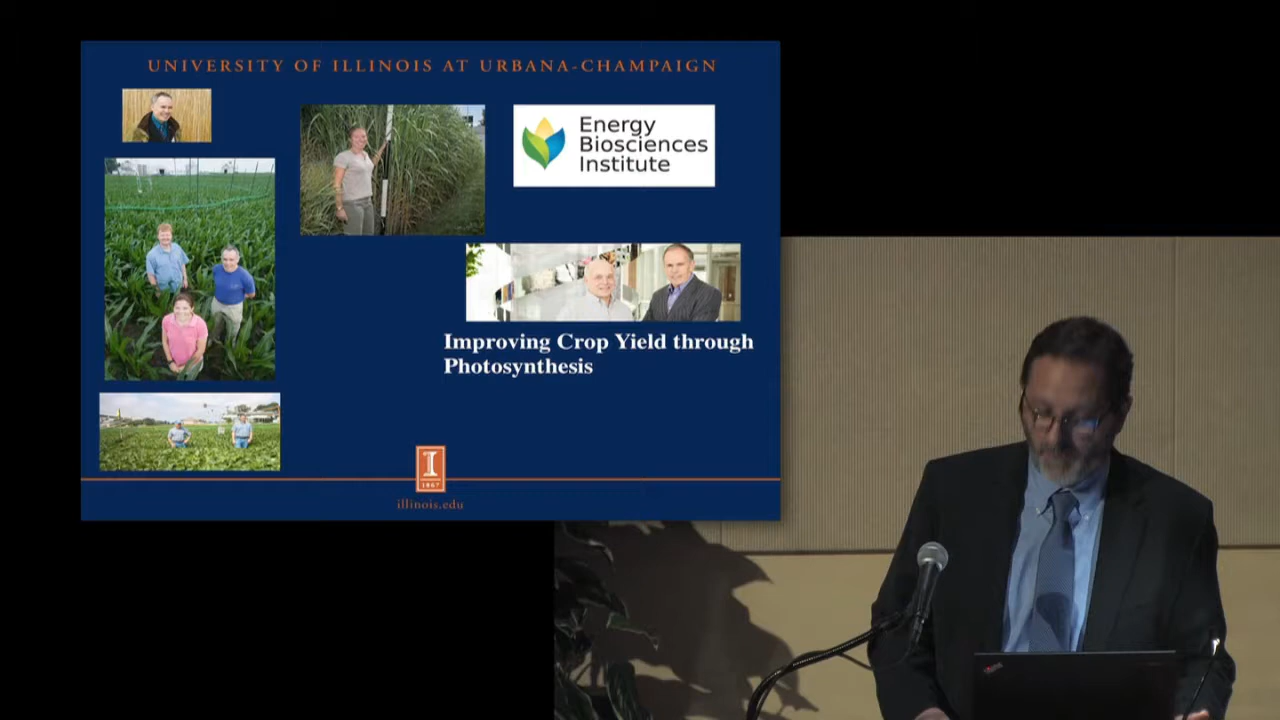 UNIVERSITY OF ILLINOIS AT URBANA-CHAMPAIGN
Energy
Biosciences
Institute
Improving Crop Yield through
Photosynthesis
I
1867
illinois.edu